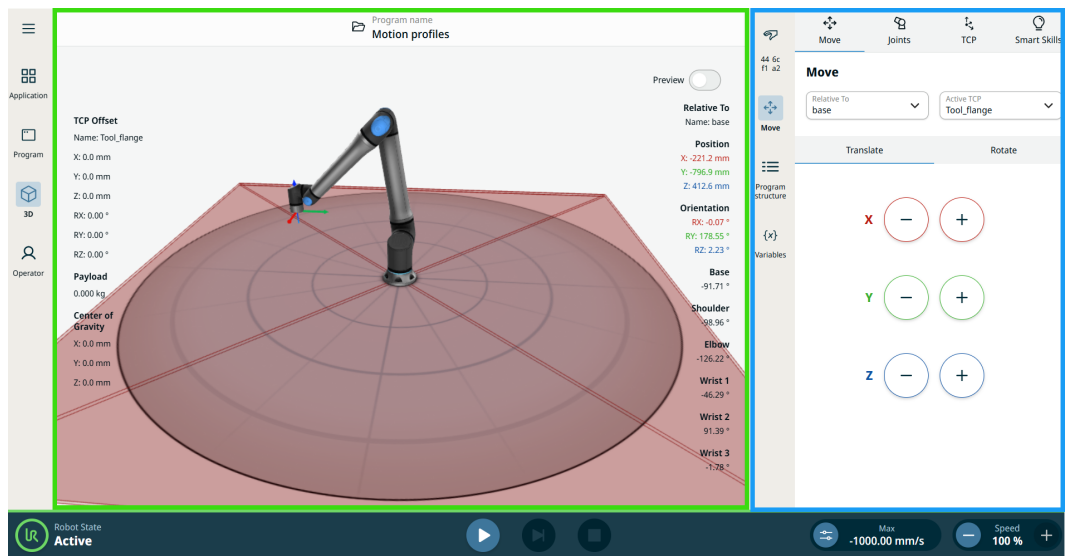 Program name
Motion profiles
Application
Program
3D
Operator
TCP Offset
Name: Tool_flange
X: 0.0 mm
Y: 0.0 mm
Z: 0.0 mm
RX: 0.00 °
RY: 0.00 °
RZ: 0.00 °
Payload
0.000 kg
Center of
Gravity
X: 0.0 mm
Y: 0.0 mm
Z: 0.0 mm
Preview
Relative To
Name: base
Position
X: -221.2 mm
Y: -796.9 mm
Z: 412.6 mm
Orientation
RX: -0.07 °
RY: 178.55 °
RZ: 2.23 °
Base
-91.71 °
Shoulder
-98.96 °
Elbow
-126.22 °
Wrist 1
-46.29 °
Wrist 2
91.39 °
Wrist 3
-1.78 °
44 6c
f1 a2
Move
Program
structure
{x}
Variables
Move Joints TCP Smart Skills
Move
Relative To
base
Active TCP
Tool_flange
Translate Rotate
X − +
Y − +
Z − +
UR
Robot State
Active
Max
-1000.00 mm/s
Speed
− 100 % +